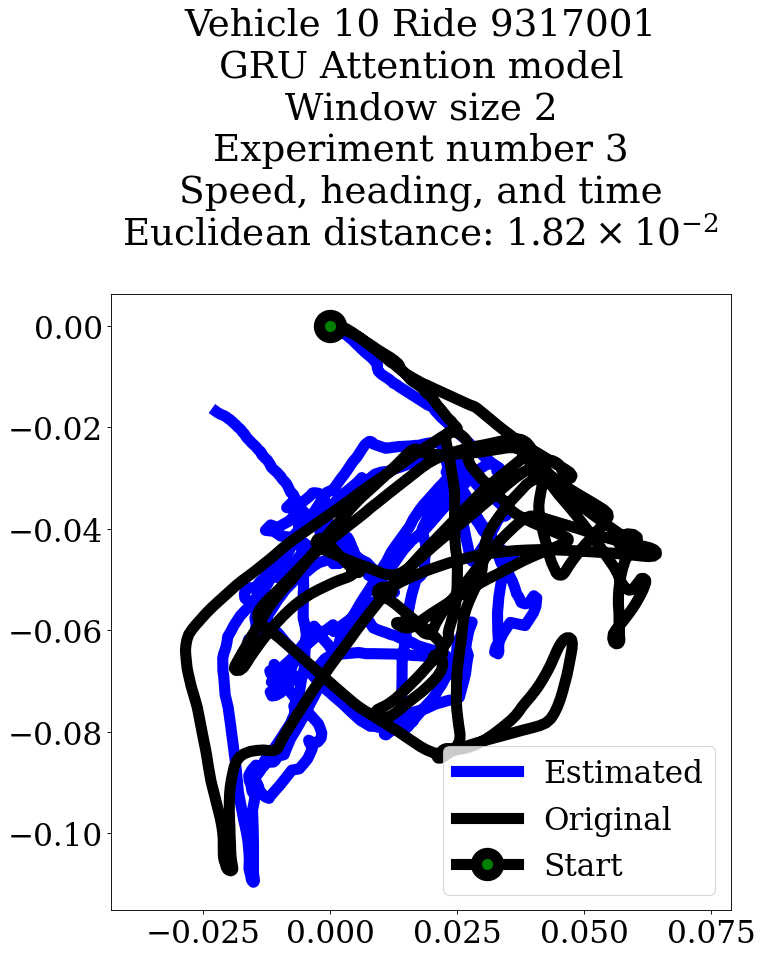 Vehicle 10 Ride 9317001
GRU Attention model
Window size 2
Experiment number 3
Speed, heading, and time
Euclidean distance: 1.82 × 10⁻²
0.00
−0.02
−0.04
−0.06
−0.08
−0.10
Estimated
Original
Start
−0.025 0.000 0.025 0.050 0.075